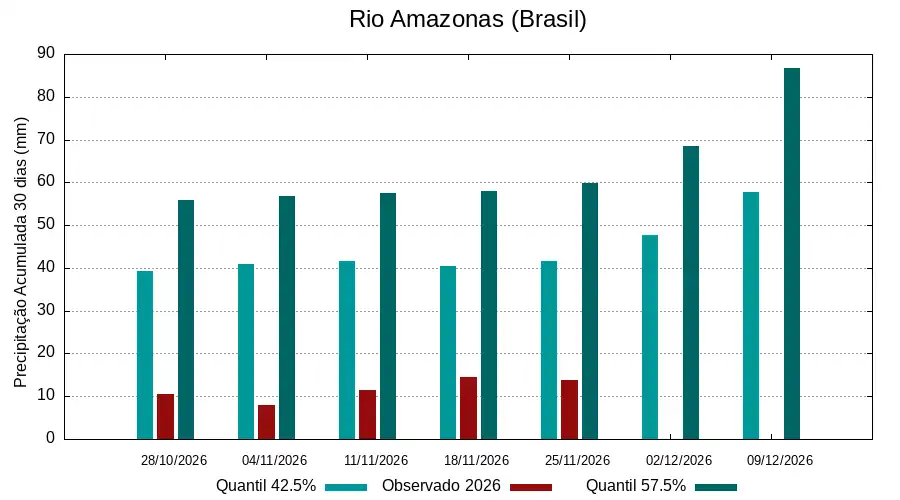 Rio Amazonas (Brasil)
Precipitação Acumulada 30 dias (mm)
90
80
70
60
50
40
30
20
10
0
28/10/2026 04/11/2026 11/11/2026 18/11/2026 25/11/2026 02/12/2026 09/12/2026
Quantil 42.5% Observado 2026 Quantil 57.5%